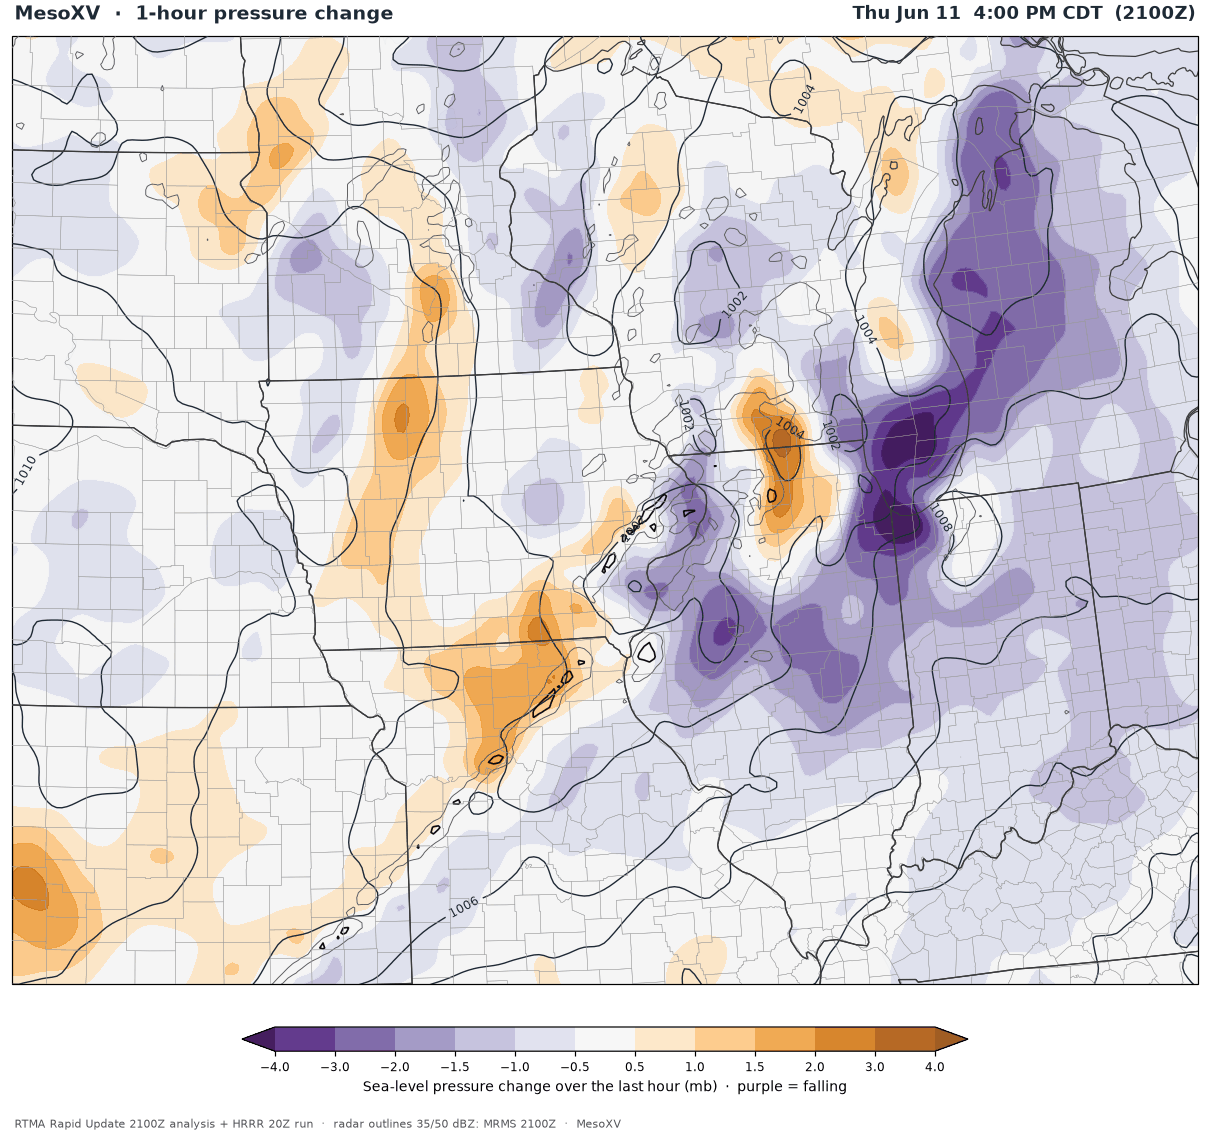 MesoXV · 1-hour pressure change
Thu Jun 11 4:00 PM CDT (2100Z)
1004
1002
1004
1002
1004
1002
1010
1008
1006
−4.0 −3.0 −2.0 −1.5 −1.0 −0.5 0.5 1.0 1.5 2.0 3.0 4.0
Sea-level pressure change over the last hour (mb) · purple = falling
RTMA Rapid Update 2100Z analysis + HRRR 20Z run · radar outlines 35/50 dBZ: MRMS 2100Z · MesoXV